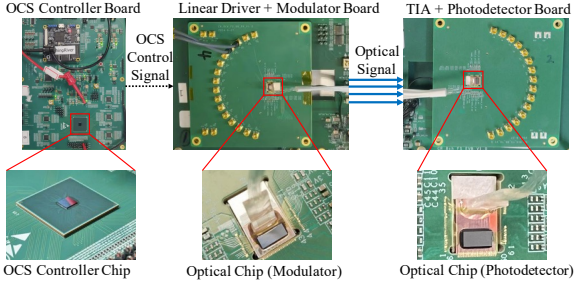 OCS Controller Board
Linear Driver + Modulator Board
TIA + Photodetector Board
OCS
Control
Signal
Optical
Signal
OCS Controller Chip
Optical Chip (Modulator)
Optical Chip (Photodetector)